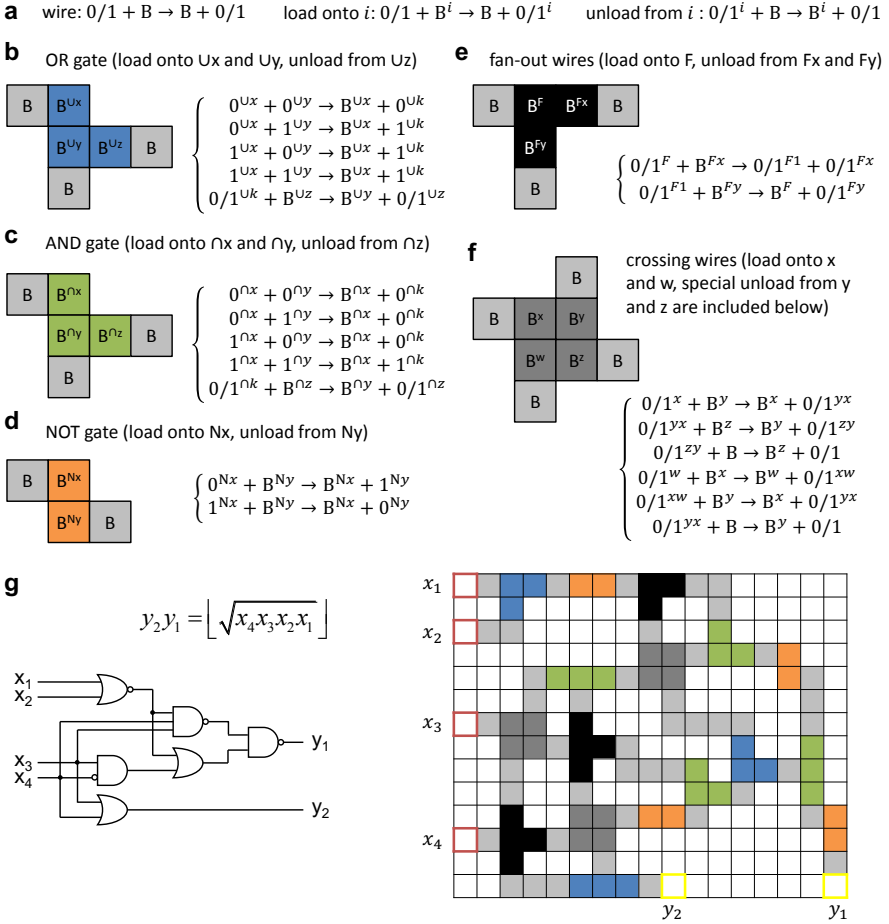 a wire: 0/1 + B → B + 0/1 load onto i: 0/1 + Bⁱ → B + 0/1ⁱ unload from i : 0/1ⁱ + B → Bⁱ + 0/1
b OR gate (load onto ∪x and ∪y, unload from ∪z)
B B^∪x
B^∪y B^∪z B
B
0^∪x + 0^∪y → B^∪x + 0^∪k
0^∪x + 1^∪y → B^∪x + 1^∪k
1^∪x + 0^∪y → B^∪x + 1^∪k
1^∪x + 1^∪y → B^∪x + 1^∪k
0/1^∪k + B^∪z → B^∪y + 0/1^∪z
e fan-out wires (load onto F, unload from Fx and Fy)
B B^F B^Fx B
B^Fy
B
0/1^F + B^Fx → 0/1^F1 + 0/1^Fx
0/1^F1 + B^Fy → B^F + 0/1^Fy
c AND gate (load onto ∩x and ∩y, unload from ∩z)
B B^∩x
B^∩y B^∩z B
B
0^∩x + 0^∩y → B^∩x + 0^∩k
0^∩x + 1^∩y → B^∩x + 0^∩k
1^∩x + 0^∩y → B^∩x + 0^∩k
1^∩x + 1^∩y → B^∩x + 1^∩k
0/1^∩k + B^∩z → B^∩y + 0/1^∩z
d NOT gate (load onto Nx, unload from Ny)
B B^Nx
B^Ny B
0^Nx + B^Ny → B^Nx + 1^Ny
1^Nx + B^Ny → B^Nx + 0^Ny
f crossing wires (load onto x
and w, special unload from y
and z are included below)
B
B B^x B^y
B^w B^z B
B
0/1^x + B^y → B^x + 0/1^yx
0/1^yx + B^z → B^y + 0/1^zy
0/1^zy + B → B^z + 0/1
0/1^w + B^x → B^w + 0/1^xw
0/1^xw + B^y → B^x + 0/1^yx
0/1^yx + B → B^y + 0/1
g
y₂y₁ = ⌊√x₄x₃x₂x₁⌋
x₁
x₂
x₃
x₄
y₁
y₂
x₁
x₂
x₃
x₄
y₂ y₁